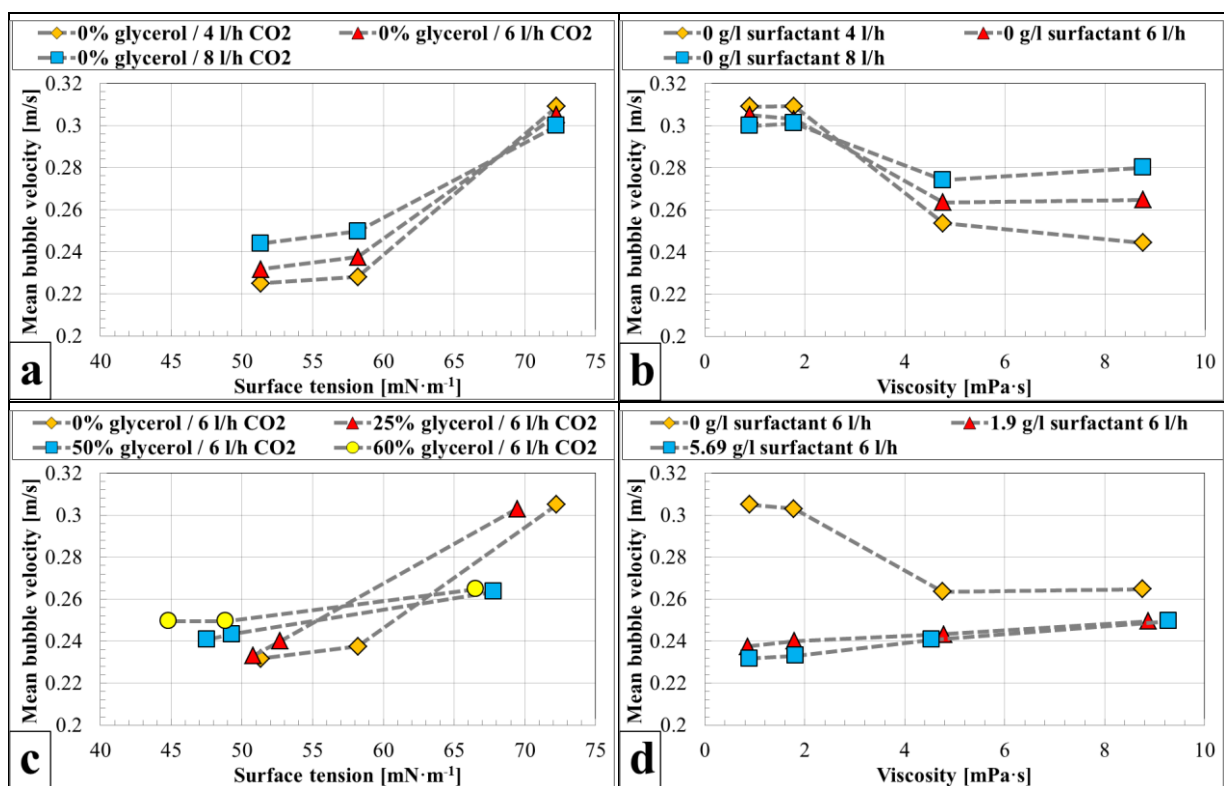 0% glycerol / 4 l/h CO2 0% glycerol / 6 l/h CO2
0% glycerol / 8 l/h CO2
Mean bubble velocity [m/s]
0.32
0.3
0.28
0.26
0.24
0.22
0.2
40 45 50 55 60 65 70 75
Surface tension [mN·m⁻¹]
a
0 g/l surfactant 4 l/h 0 g/l surfactant 6 l/h
0 g/l surfactant 8 l/h
Mean bubble velocity [m/s]
0.32
0.3
0.28
0.26
0.24
0.22
0.2
0 2 4 6 8 10
Viscosity [mPa·s]
b
0% glycerol / 6 l/h CO2 25% glycerol / 6 l/h CO2
50% glycerol / 6 l/h CO2 60% glycerol / 6 l/h CO2
Mean bubble velocity [m/s]
0.32
0.3
0.28
0.26
0.24
0.22
0.2
40 45 50 55 60 65 70 75
Surface tension [mN·m⁻¹]
c
0 g/l surfactant 6 l/h 1.9 g/l surfactant 6 l/h
5.69 g/l surfactant 6 l/h
Mean bubble velocity [m/s]
0.32
0.3
0.28
0.26
0.24
0.22
0.2
0 2 4 6 8 10
Viscosity [mPa·s]
d